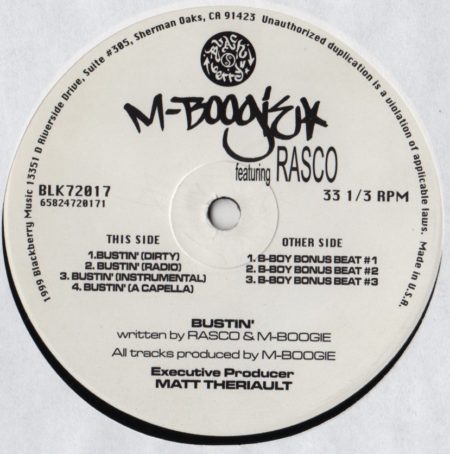 1999 Blackberry Music 13351 D Riverside Drive, Suite #305, Sherman Oaks, CA 91423 Unauthorized duplication is a violation of applicable laws. Made in U.S.A.
M-BOOGIE
featuring RASCO
BLK72017
65824720171
33 1/3 RPM
THIS SIDE
1.BUSTIN' (DIRTY)
2. BUSTIN' (RADIO)
3. BUSTIN' (INSTRUMENTAL)
4. BUSTIN' (A CAPELLA)
OTHER SIDE
1. B-BOY BONUS BEAT #1
2. B-BOY BONUS BEAT #2
3. B-BOY BONUS BEAT #3
BUSTIN'
written by RASCO & M-BOOGIE
All tracks produced by M-BOOGIE
Executive Producer
MATT THERIAULT